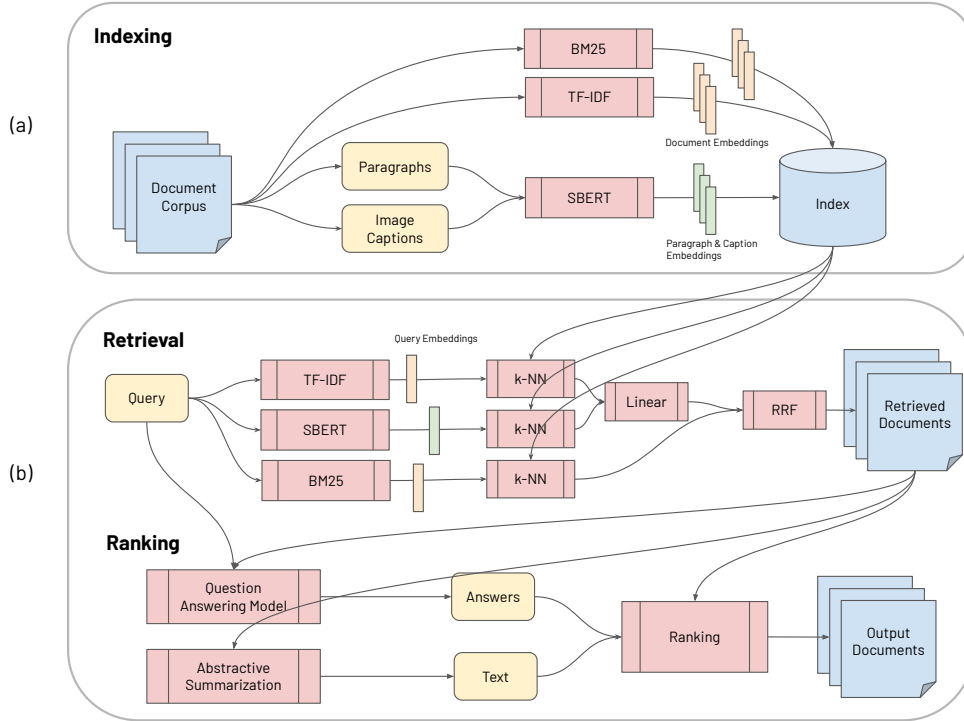 Indexing
(a)
BM25
TF-IDF
Document Embeddings
Document
Corpus
Paragraphs
Image
Captions
SBERT
Paragraph & Caption
Embeddings
Index
(b)
Retrieval
Query Embeddings
Query
TF-IDF
SBERT
BM25
k-NN
k-NN
k-NN
Linear
RRF
Retrieved
Documents
Ranking
Question
Answering Model
Answers
Abstractive
Summarization
Text
Ranking
Output
Documents